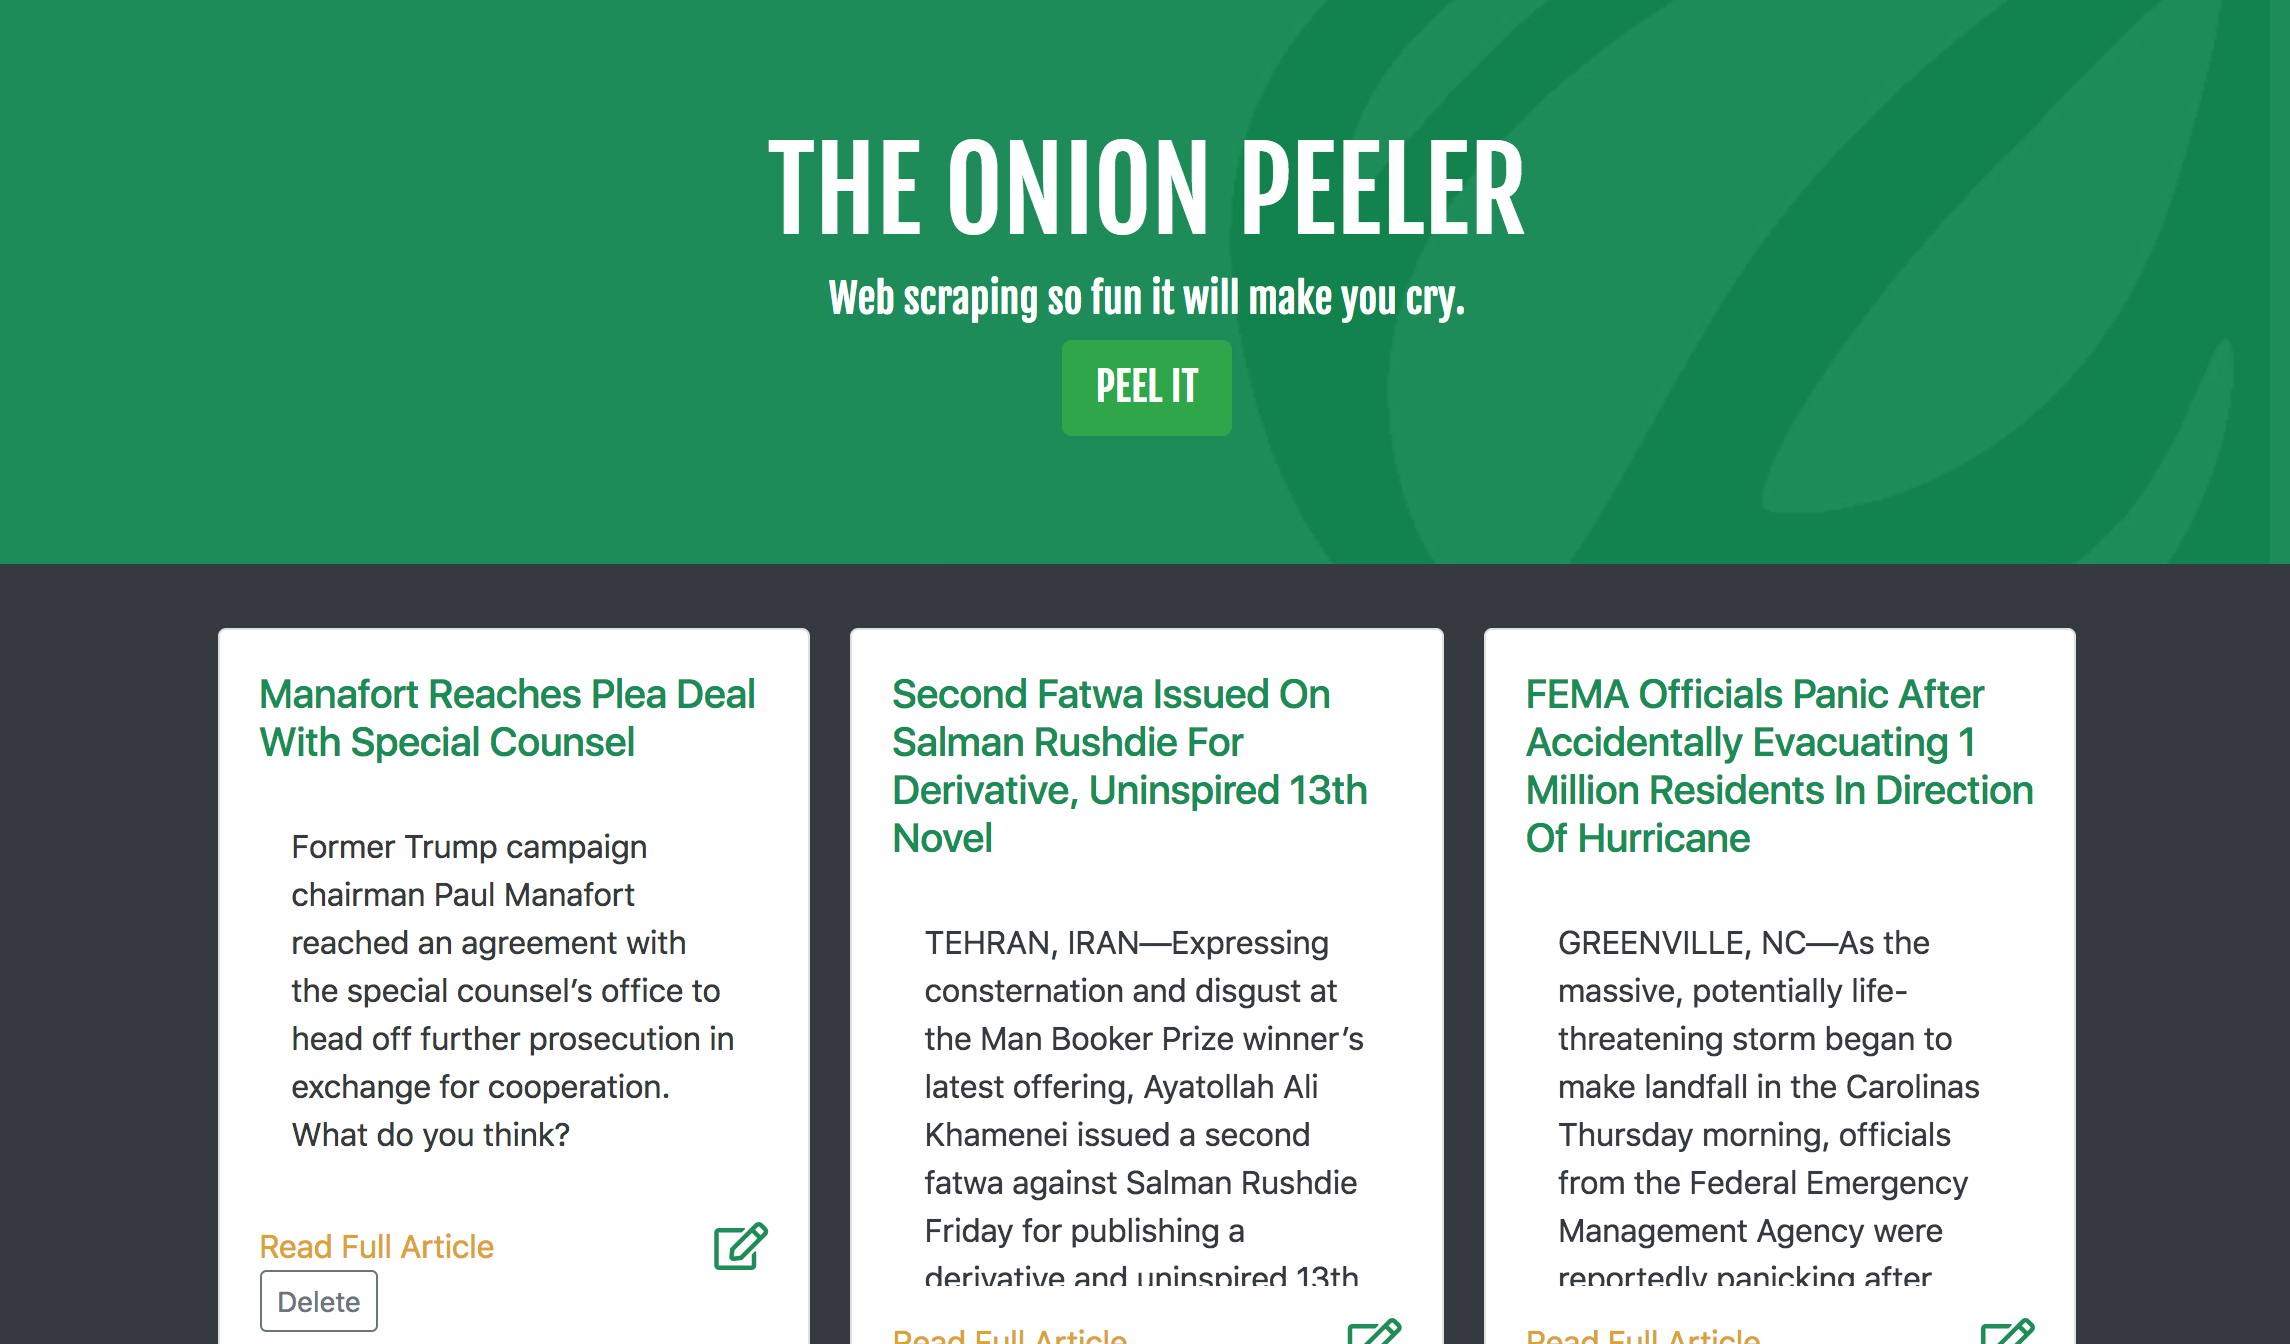 THE ONION PEELER
Web scraping so fun it will make you cry.
PEEL IT
Manafort Reaches Plea Deal
With Special Counsel
Former Trump campaign
chairman Paul Manafort
reached an agreement with
the special counsel’s office to
head off further prosecution in
exchange for cooperation.
What do you think?
Read Full Article
Delete
Second Fatwa Issued On
Salman Rushdie For
Derivative, Uninspired 13th
Novel
TEHRAN, IRAN—Expressing
consternation and disgust at
the Man Booker Prize winner’s
latest offering, Ayatollah Ali
Khamenei issued a second
fatwa against Salman Rushdie
Friday for publishing a
derivative and uninspired 13th
Read Full Article
FEMA Officials Panic After
Accidentally Evacuating 1
Million Residents In Direction
Of Hurricane
GREENVILLE, NC—As the
massive, potentially life-
threatening storm began to
make landfall in the Carolinas
Thursday morning, officials
from the Federal Emergency
Management Agency were
reportedly panicking after
Read Full Article